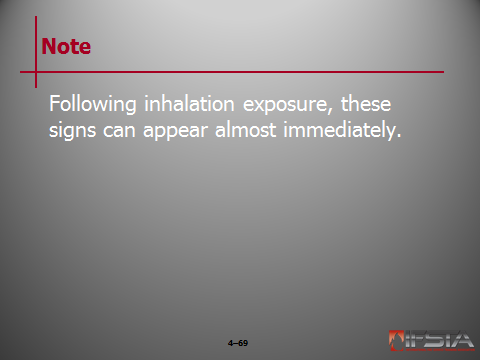 Note
Following inhalation exposure, these
signs can appear almost immediately.
4–69
IFSTA